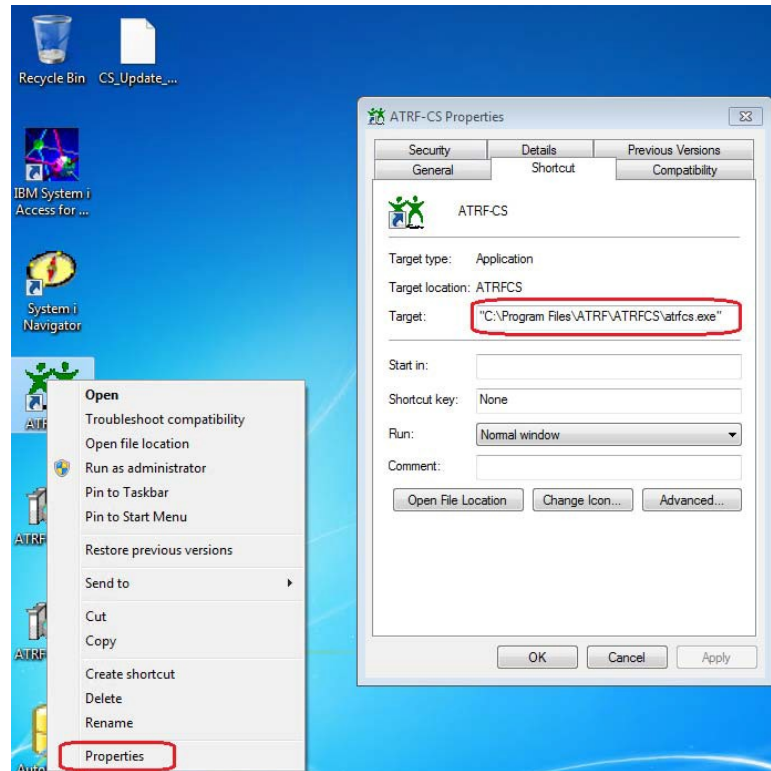 Recycle Bin
CS_Update_...
IBM System i
Access for ...
System i
Navigator
Open
Troubleshoot compatibility
Open file location
Run as administrator
Pin to Taskbar
Pin to Start Menu
Restore previous versions
Send to
Cut
Copy
Create shortcut
Delete
Rename
Properties
ATRF-CS Properties
Security
Details
Previous Versions
General
Shortcut
Compatibility
ATRF-CS
Target type: Application
Target location: ATRFCS
Target: "C:\Program Files\ATRF\ATRFCS\atrfcs.exe"
Start in:
Shortcut key: None
Run: Normal window
Comment:
Open File Location
Change Icon...
Advanced...
OK
Cancel
Apply